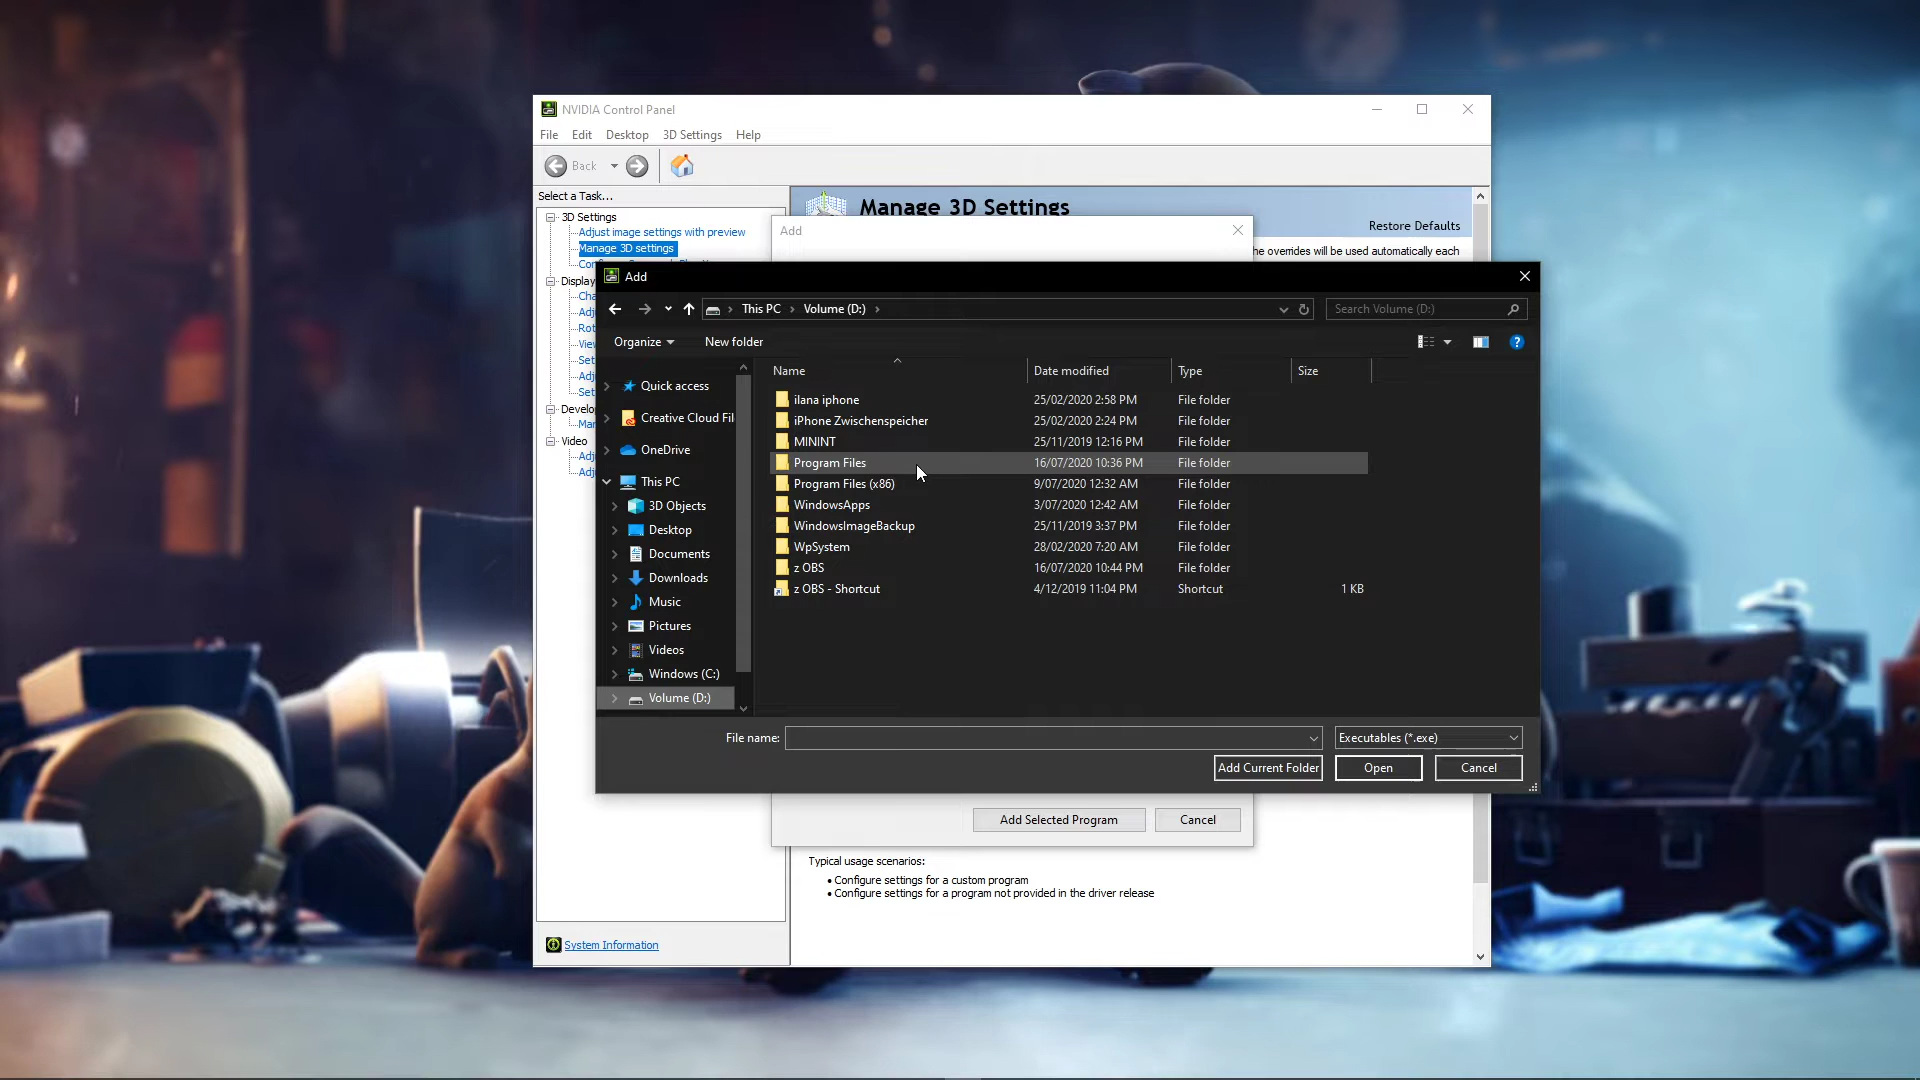 NVIDIA Control Panel
File Edit Desktop 3D Settings Help
Back
Select a Task...
3D Settings
Adjust image settings with preview
Manage 3D settings
Display
Develo
Video
System Information
Manage 3D Settings
Restore Defaults
he overrides will be used automatically each
Add
Add
This PC > Volume (D:) >
Search Volume (D:)
Organize New folder
Quick access
Creative Cloud Fil
OneDrive
This PC
3D Objects
Desktop
Documents
Downloads
Music
Pictures
Videos
Windows (C:)
Volume (D:)
Name Date modified Type Size
ilana iphone 25/02/2020 2:58 PM File folder
iPhone Zwischenspeicher 25/02/2020 2:24 PM File folder
MININT 25/11/2019 12:16 PM File folder
Program Files 16/07/2020 10:36 PM File folder
Program Files (x86) 9/07/2020 12:32 AM File folder
WindowsApps 3/07/2020 12:42 AM File folder
WindowsImageBackup 25/11/2019 3:37 PM File folder
WpSystem 28/02/2020 7:20 AM File folder
z OBS 16/07/2020 10:44 PM File folder
z OBS - Shortcut 4/12/2019 11:04 PM Shortcut 1 KB
File name:
Executables (*.exe)
Add Current Folder Open Cancel
Add Selected Program Cancel
Typical usage scenarios:
• Configure settings for a custom program
• Configure settings for a program not provided in the driver release